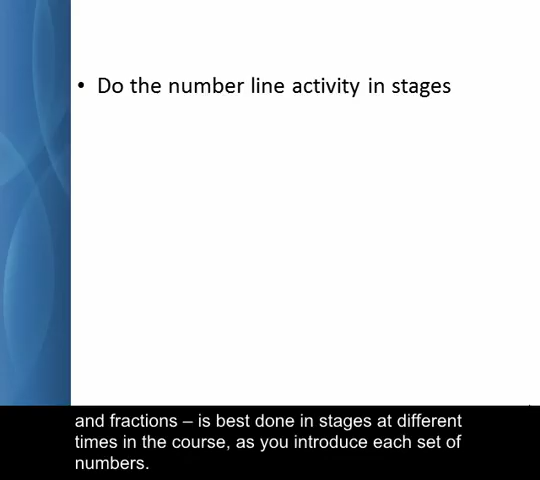 • Do the number line activity in stages
and fractions – is best done in stages at different
times in the course, as you introduce each set of
numbers.